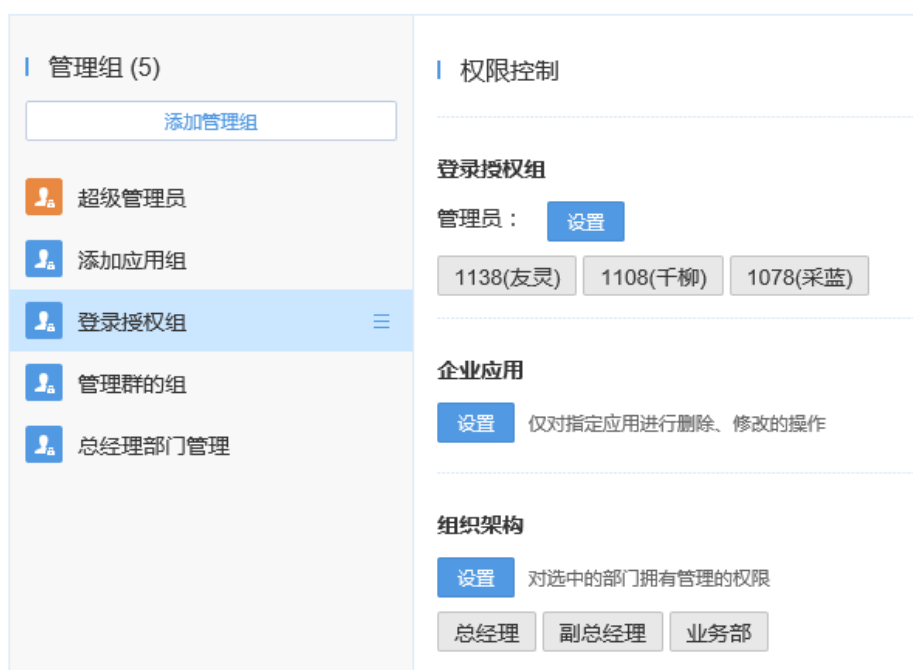 管理组 (5)
添加管理组
超级管理员
添加应用组
登录授权组
管理群的组
总经理部门管理
权限控制
登录授权组
管理员： 设置
1138(友灵) 1108(千柳) 1078(采蓝)
企业应用
设置 仅对指定应用进行删除、修改的操作
组织架构
设置 对选中的部门拥有管理的权限
总经理 副总经理 业务部